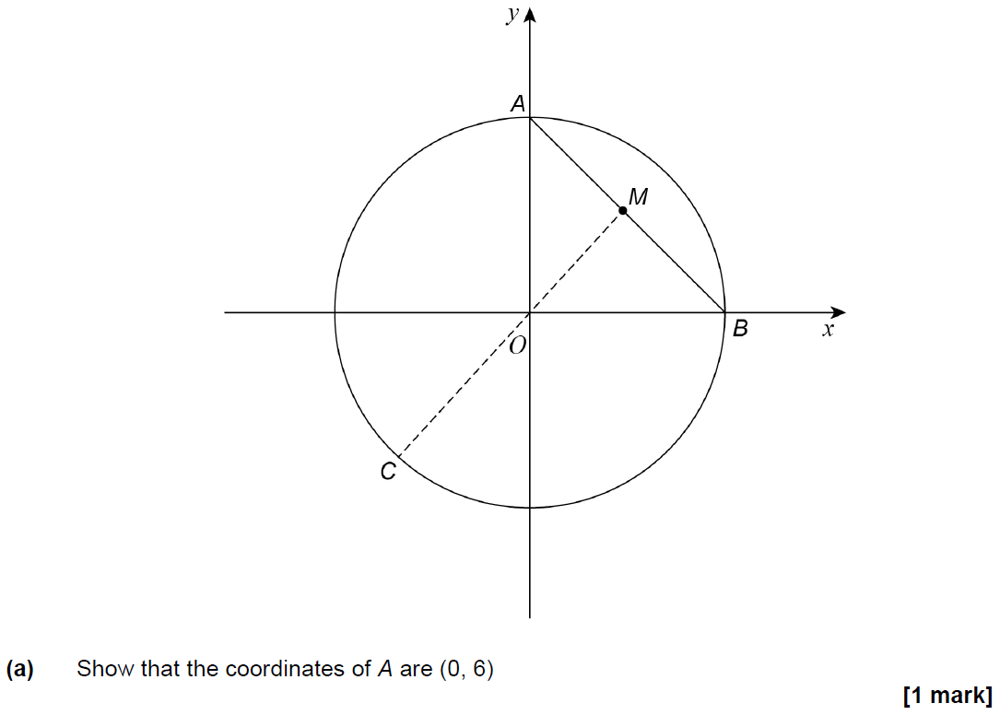 y
A
M
B
x
O
C
(a) Show that the coordinates of A are (0, 6)
[1 mark]